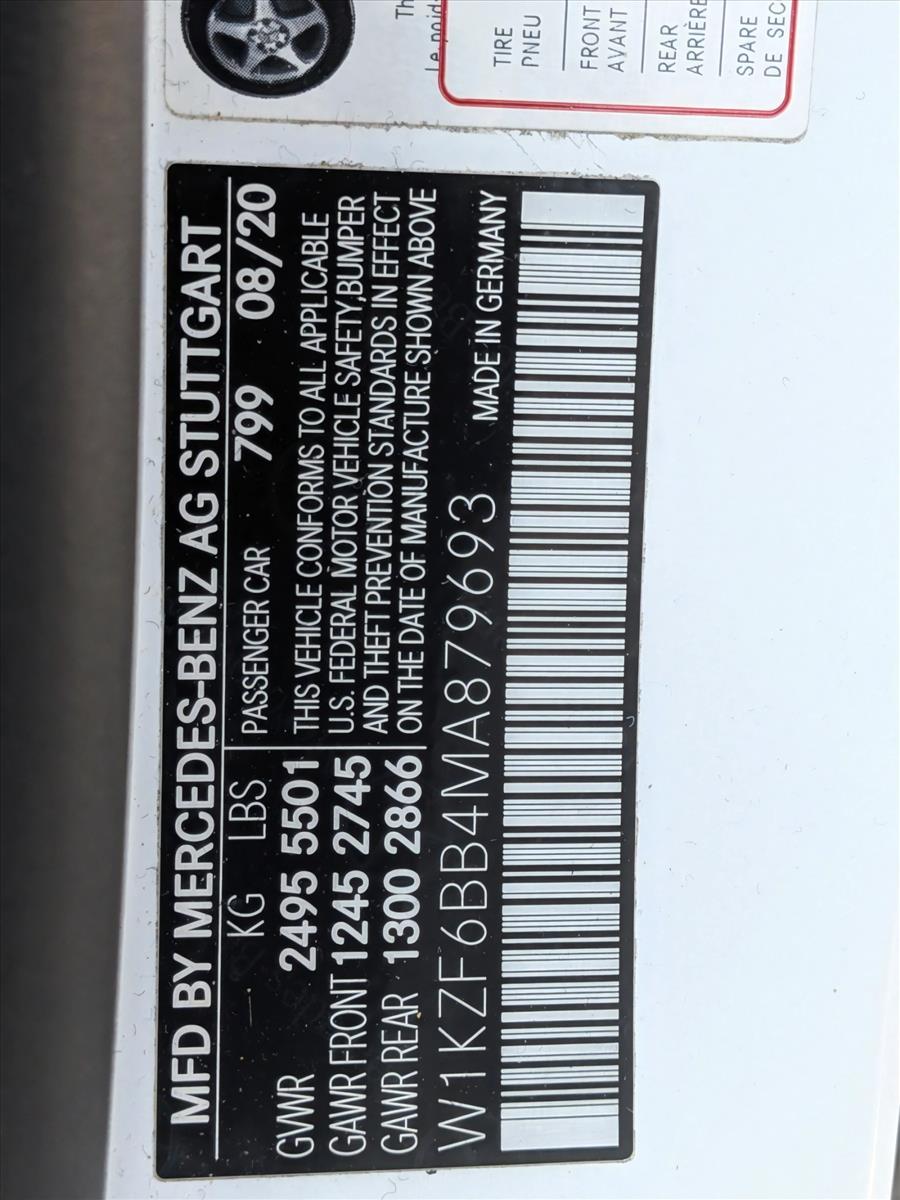 Th
Le poid
TIRE
PNEU
FRONT
AVANT
REAR
ARRIÈRE
SPARE
DE SEC
MFD BY MERCEDES-BENZ AG STUTTGART
KG LBS PASSENGER CAR 799 08/20
GVWR 2495 5501
GAWR FRONT 1245 2745
GAWR REAR 1300 2866
THIS VEHICLE CONFORMS TO ALL APPLICABLE
U.S. FEDERAL MOTOR VEHICLE SAFETY,BUMPER
AND THEFT PREVENTION STANDARDS IN EFFECT
ON THE DATE OF MANUFACTURE SHOWN ABOVE
W1KZF6BB4MA879693 MADE IN GERMANY